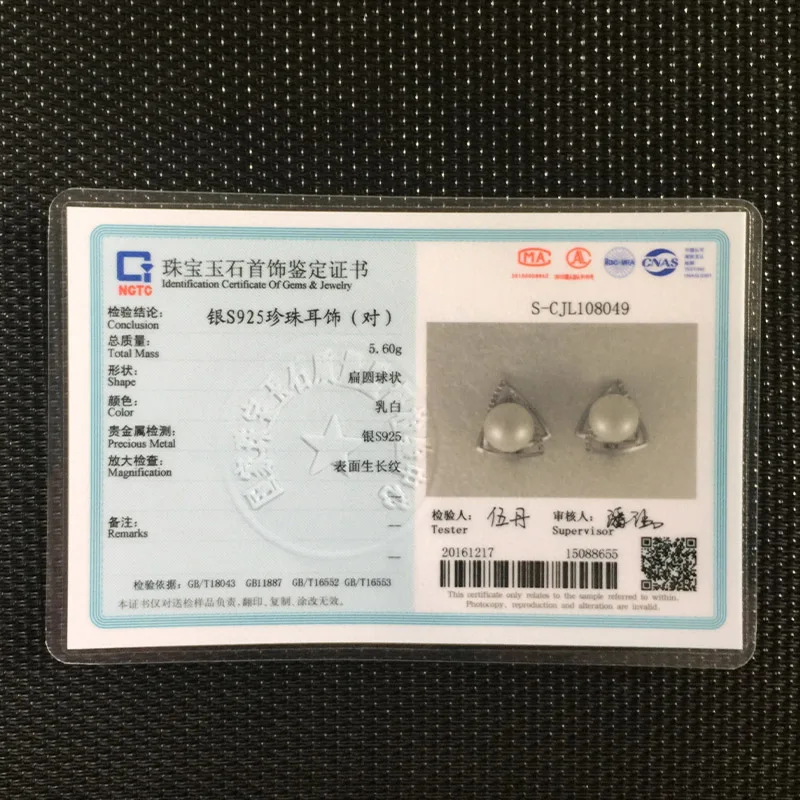 NGTC
珠宝玉石首饰鉴定证书
Identification Certificate Of Gems & Jewelry
检验结论:
Conclusion
银S925珍珠耳饰(对)
总质量:
Total Mass
5.60g
形状:
Shape
扁圆球状
颜色:
Color
乳白
贵金属检测:
Precious Metal
银S925
放大检查:
Magnification
表面生长纹
—
备注:
Remarks
—
—
检验依据: GB/T18043 GB11887 GB/T16552 GB/T16553
本证书仅对送检样品负责,翻印、复制、涂改无效。
MA
AL
CNAS
S-CJL108049
检验人: 伍丹
Tester
审核人:
Supervisor
20161217 15088655
This certificate only relates to the sample referred to within.
Photocopy, reproduction and alteration are invalid.